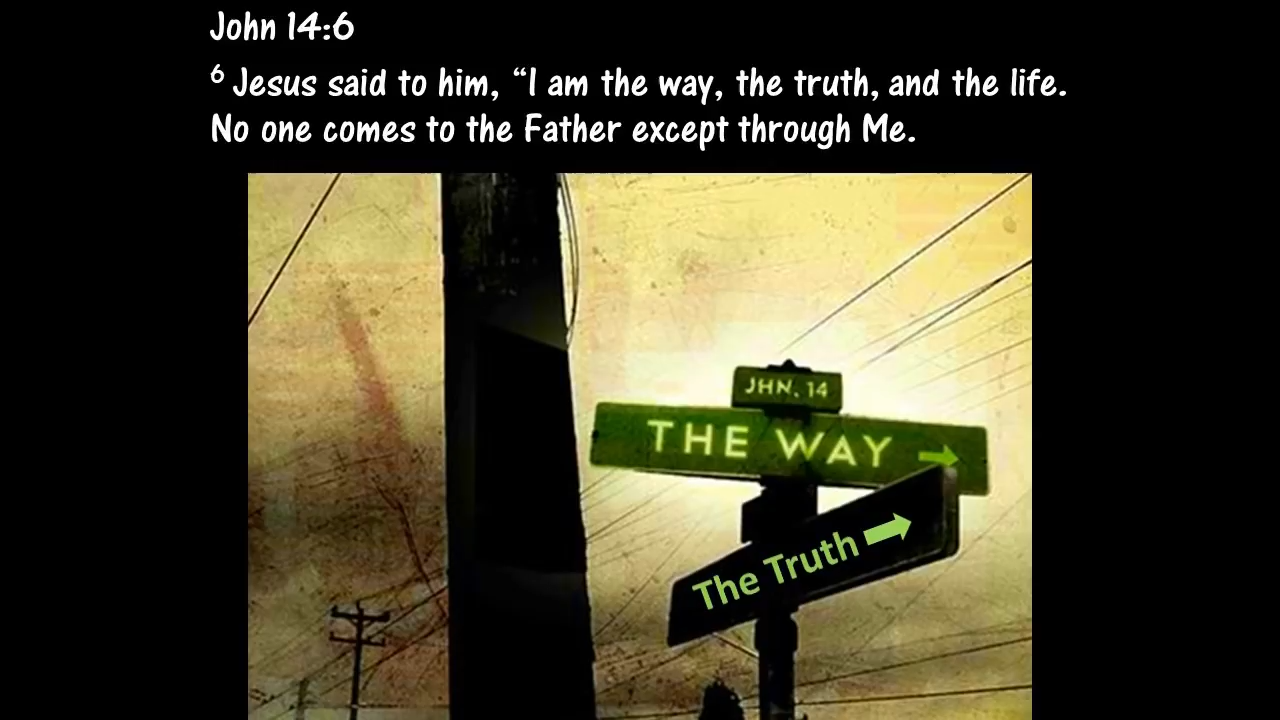 John 14:6
6 Jesus said to him, “I am the way, the truth, and the life.
No one comes to the Father except through Me.
JHN. 14
THE WAY →
The Truth →